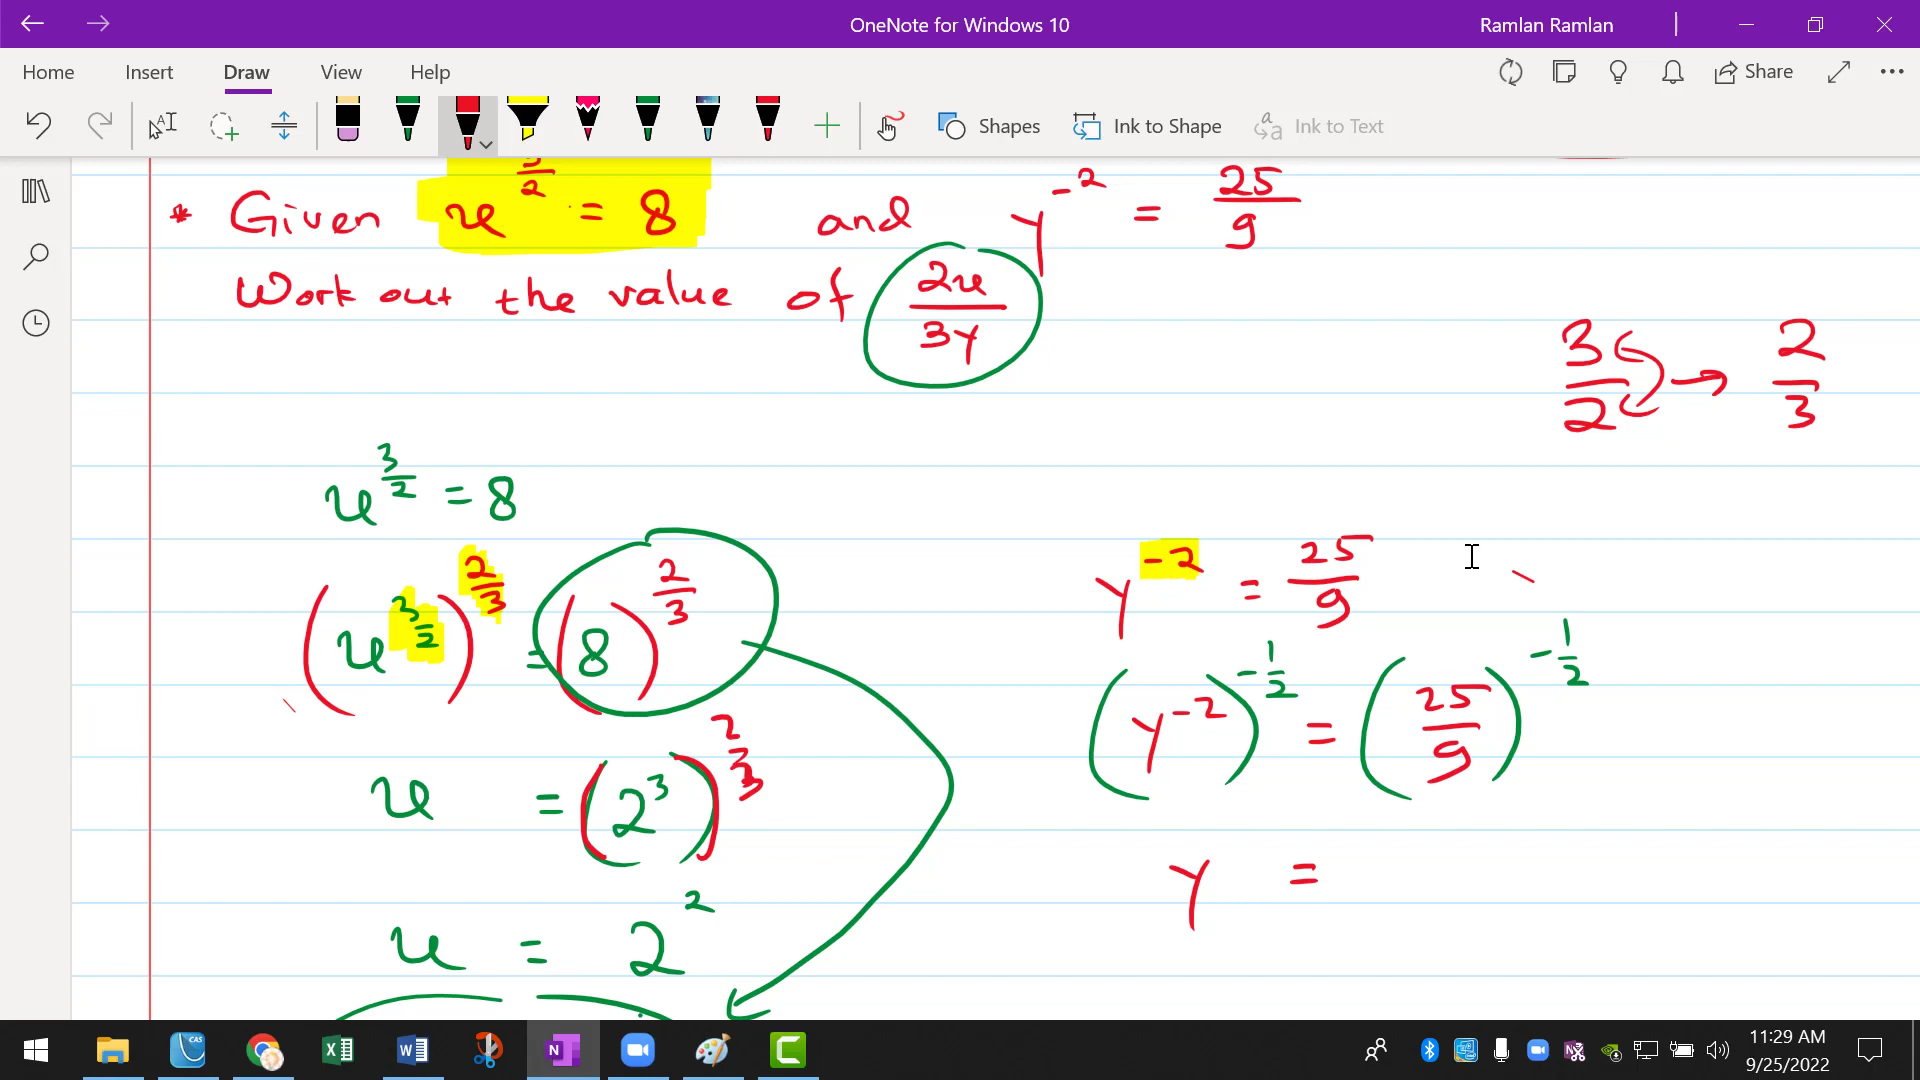 OneNote for Windows 10
Ramlan Ramlan
Home Insert Draw View Help
Share
Shapes Ink to Shape Ink to Text
* Given x^(3/2) = 8 and y^(-2) = 25/9
Work out the value of 2x/3y
3/2 → 2/3
x^(3/2) = 8
(x^(3/2))^(2/3) = (8)^(2/3)
x = (2^3)^(2/3)
x = 2^2
y^(-2) = 25/9
(y^(-2))^(-1/2) = (25/9)^(-1/2)
y =
11:29 AM
9/25/2022